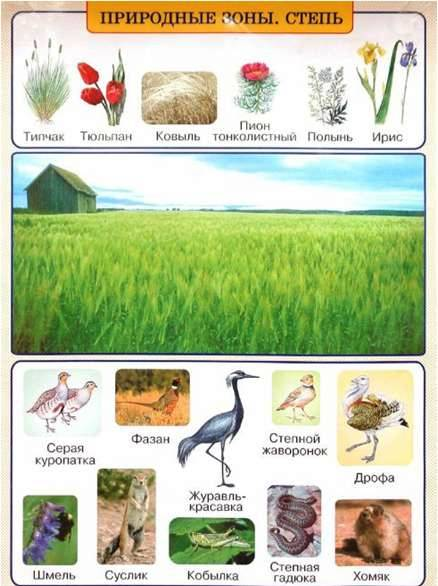 ПРИРОДНЫЕ ЗОНЫ. СТЕПЬ
Типчак Тюльпан Ковыль Пион тонколистный Полынь Ирис
Серая куропатка
Фазан
Журавль-красавка
Степной жаворонок
Дрофа
Шмель Суслик Кобылка Степная гадюка Хомяк